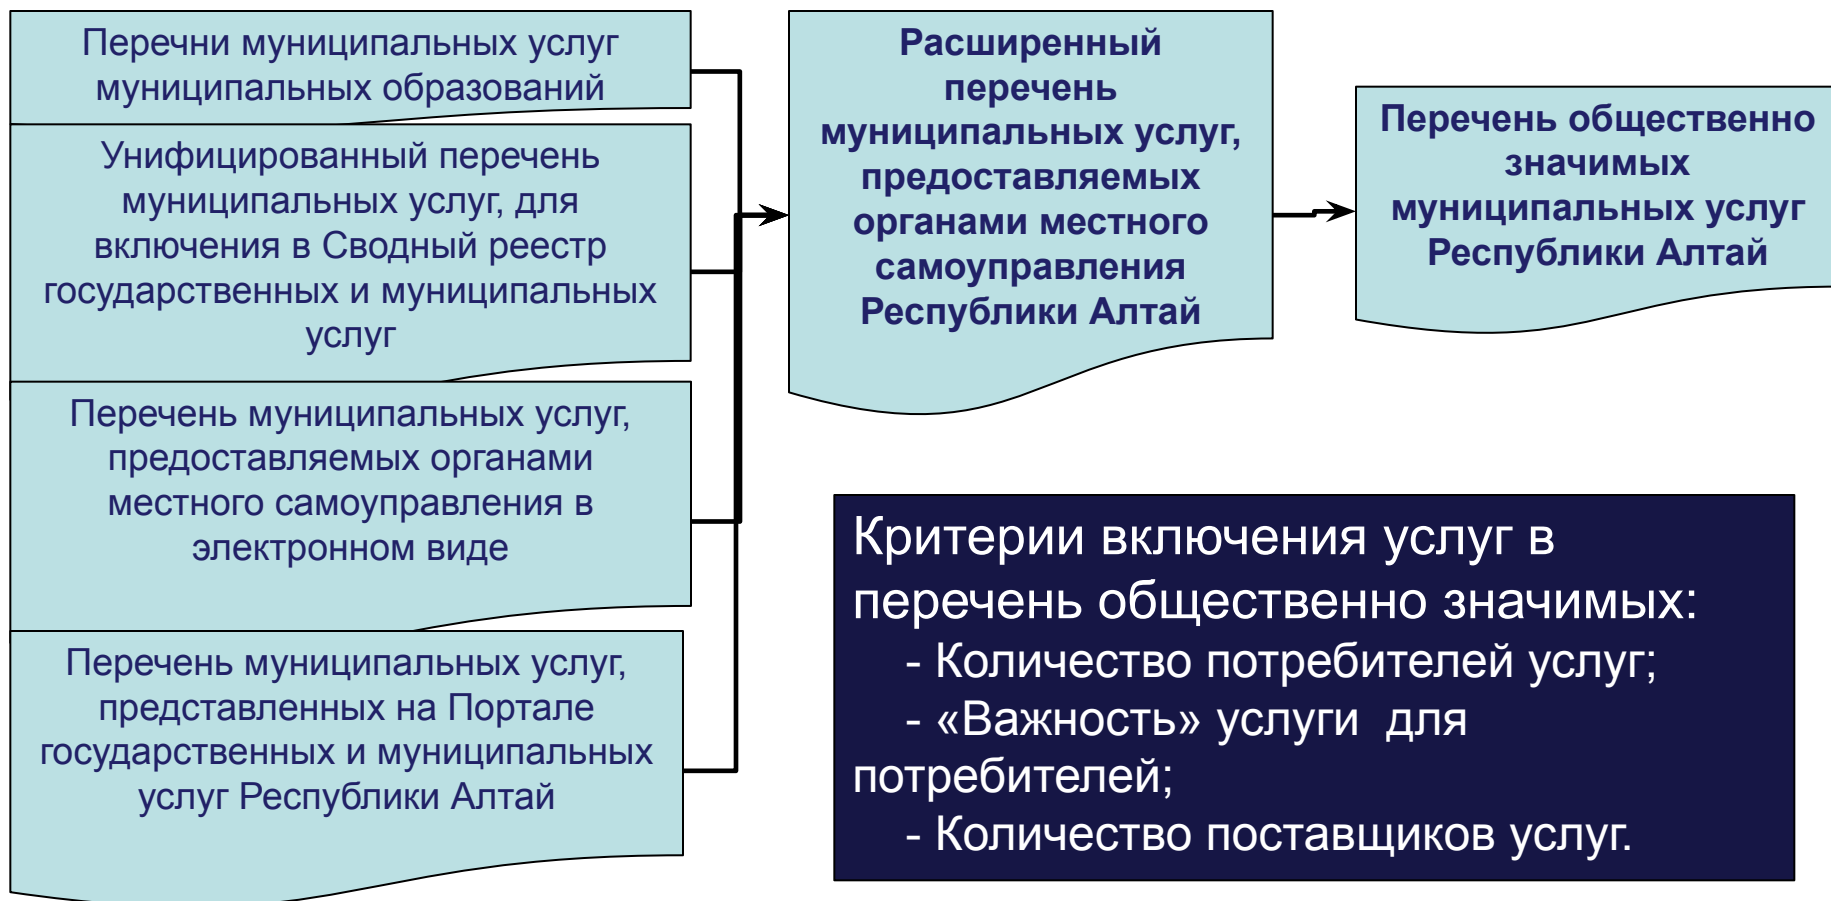 Перечни муниципальных услуг
муниципальных образований
Унифицированный перечень
муниципальных услуг, для
включения в Сводный реестр
государственных и муниципальных
услуг
Перечень муниципальных услуг,
предоставляемых органами
местного самоуправления в
электронном виде
Перечень муниципальных услуг,
представленных на Портале
государственных и муниципальных
услуг Республики Алтай
Расширенный
перечень
муниципальных услуг,
предоставляемых
органами местного
самоуправления
Республики Алтай
Перечень общественно
значимых
муниципальных услуг
Республики Алтай
Критерии включения услуг в
перечень общественно значимых:
- Количество потребителей услуг;
- «Важность» услуги для
потребителей;
- Количество поставщиков услуг.